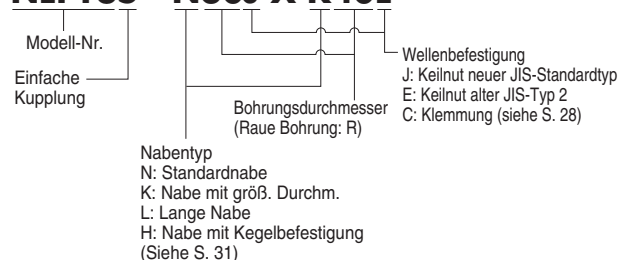 Modell-Nr.
Einfache
Kupplung
Wellenbefestigung
J: Keilnut neuer JIS-Standardtyp
E: Keilnut alter JIS-Typ 2
C: Klemmung (siehe S. 28)
Bohrungsdurchmesser
(Raue Bohrung: R)
Nabentyp
N: Standardnabe
K: Nabe mit größ. Durchm.
L: Lange Nabe
H: Nabe mit Kegelbefestigung
(Siehe S. 31)